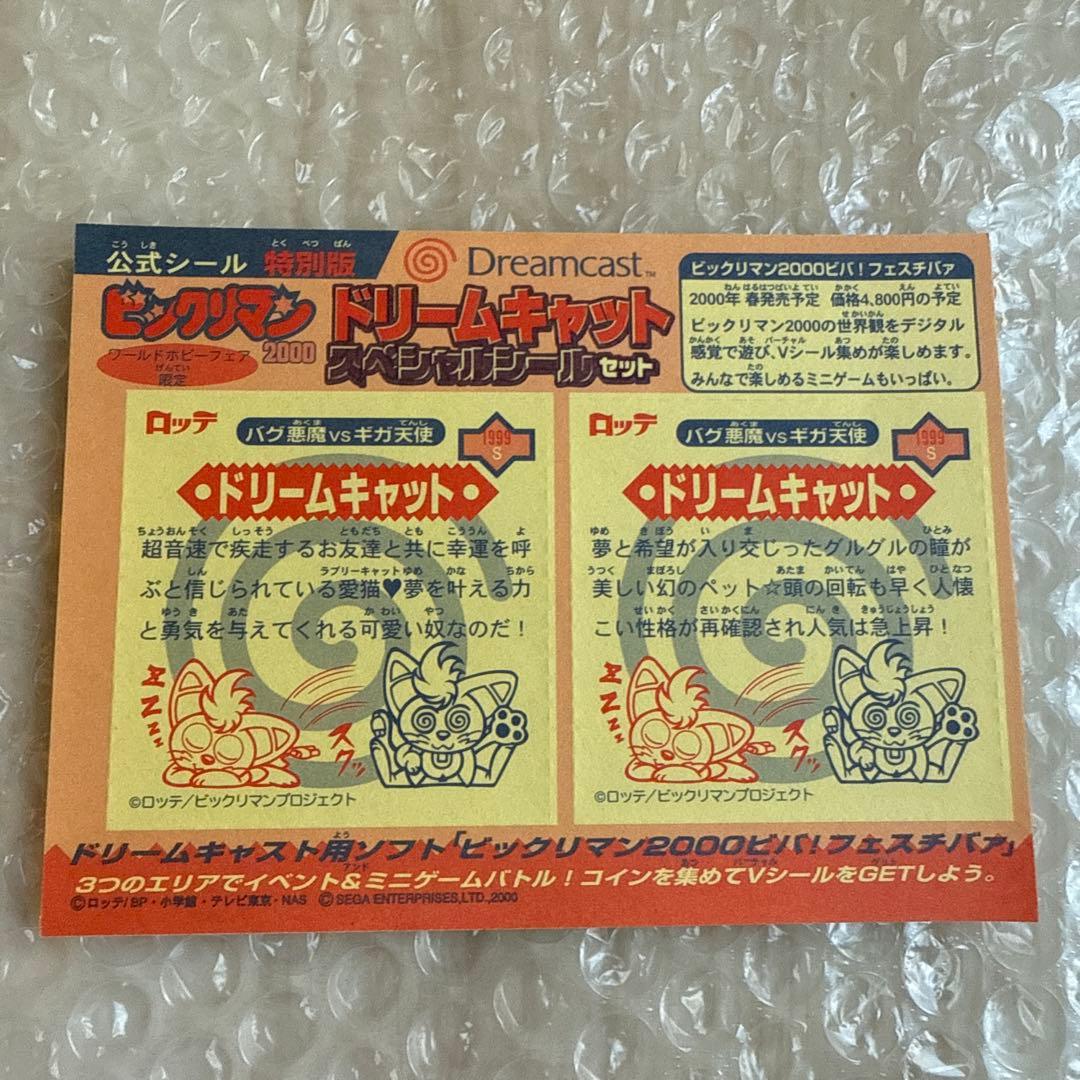 公式シール 特別版
ビックリマン
2000
ワールドホビーフェア
限定
Dreamcast™
ドリームキャット
スペシャルシールセット
ビックリマン2000ビバ!フェスチバァ
2000年 春発売予定 価格4,800円の予定
ビックリマン2000の世界観をデジタル
感覚で遊び、Vシール集めが楽しめます。
みんなで楽しめるミニゲームもいっぱい。
ロッテ
バグ悪魔vsギガ天使
1999
S
・ドリームキャット・
超音速で疾走するお友達と共に幸運を呼
ぶと信じられている愛猫♥夢を叶える力
と勇気を与えてくれる可愛い奴なのだ!
ZZZzzz
スクッ
©ロッテ/ビックリマンプロジェクト
ロッテ
バグ悪魔vsギガ天使
1999
S
・ドリームキャット・
夢と希望が入り交じったグルグルの瞳が
美しい幻のペット☆頭の回転も早く人懐
こい性格が再確認され人気は急上昇!
ZZZzzz
スクッ
©ロッテ/ビックリマンプロジェクト
ドリームキャスト用ソフト「ビックリマン2000ビバ!フェスチバァ」
3つのエリアでイベント&ミニゲームバトル!コインを集めてVシールをGETしよう。
©ロッテ/BP・小学館・テレビ東京・NAS ©SEGA ENTERPRISES,LTD.,2000